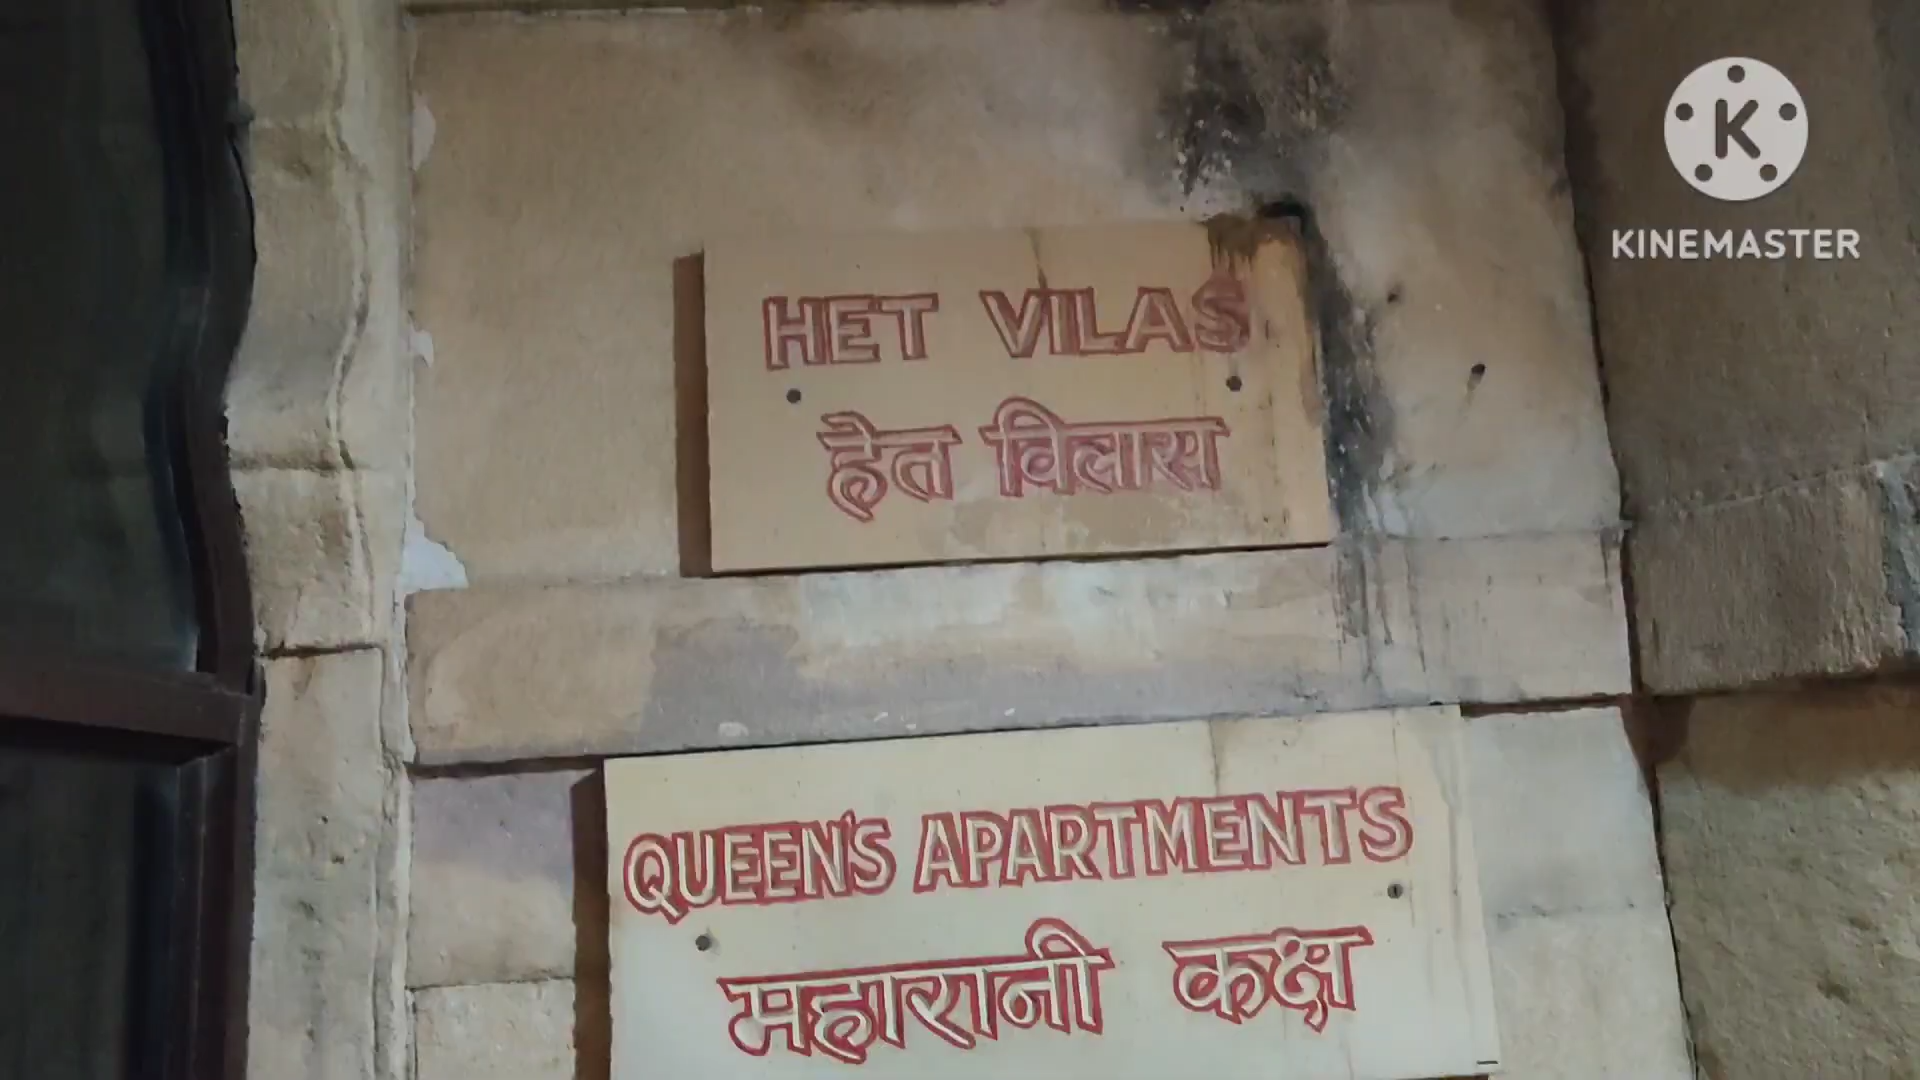 K
KINEMASTER
HET VILAS
हेत विलास
QUEEN'S APARTMENTS
महारानी कक्ष